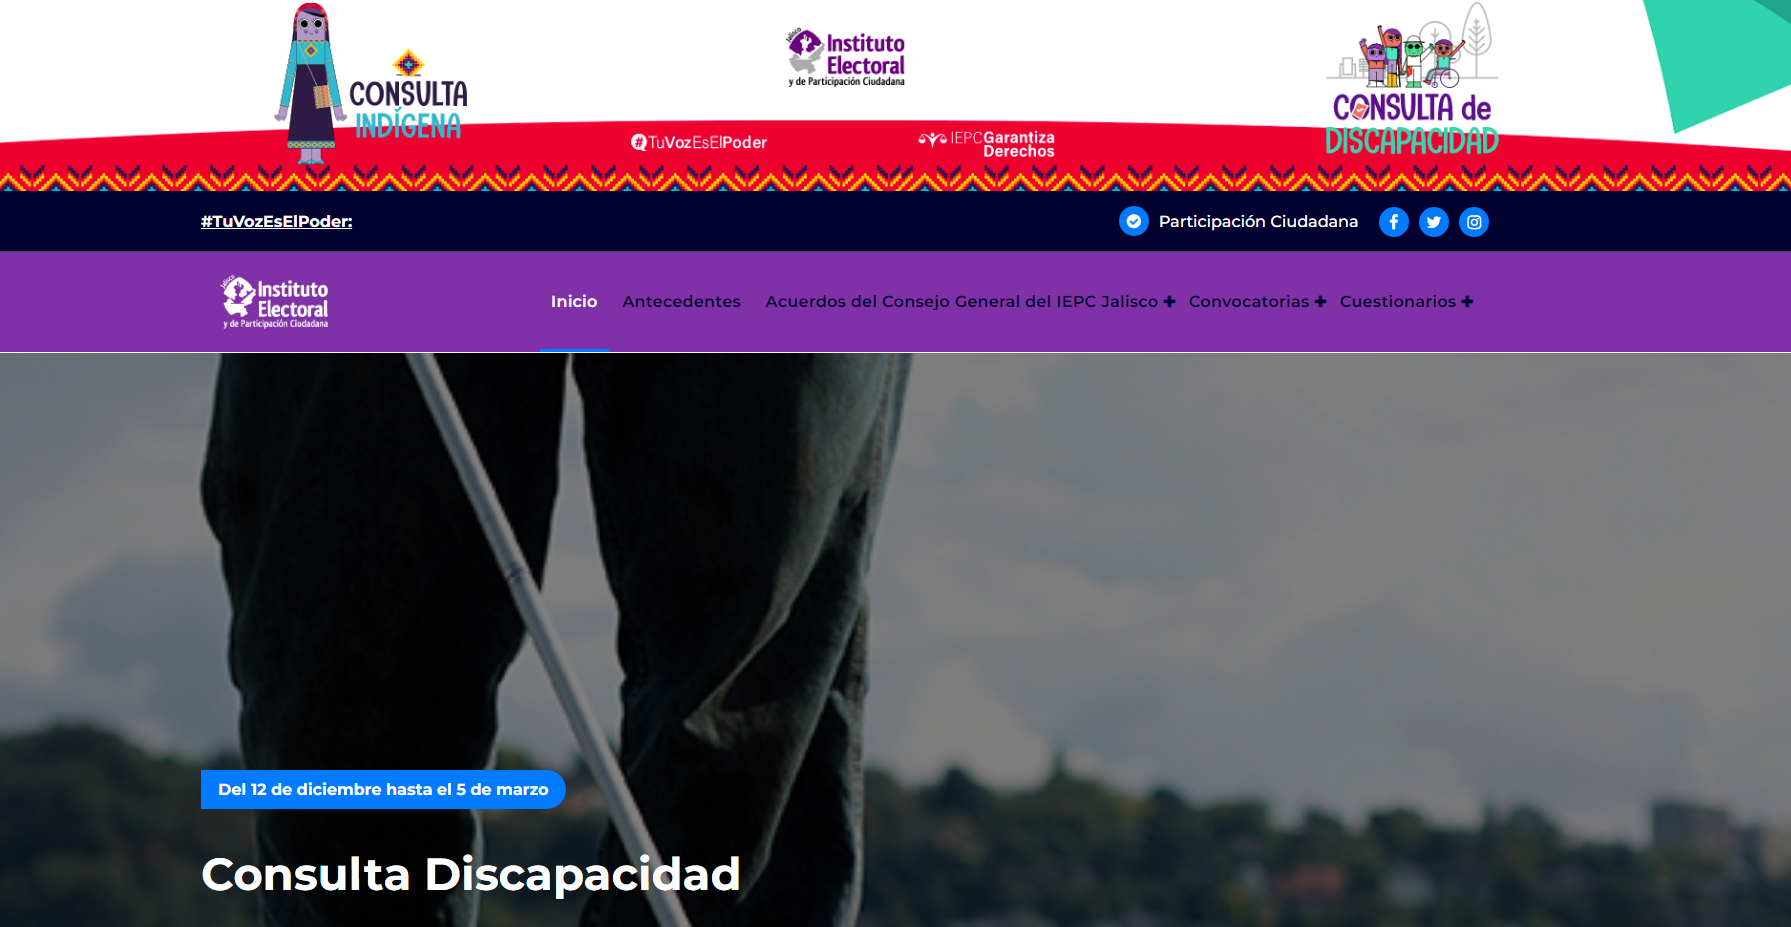 CONSULTA
INDÍGENA
Jalisco
Instituto
Electoral
y de Participación Ciudadana
#TuVozEsElPoder
IEPCGarantiza
Derechos
CONSULTA de
DISCAPACIDAD
#TuVozEsElPoder:
Participación Ciudadana
Jalisco
Instituto
Electoral
y de Participación Ciudadana
Inicio
Antecedentes
Acuerdos del Consejo General del IEPC Jalisco +
Convocatorias +
Cuestionarios +
Del 12 de diciembre hasta el 5 de marzo
Consulta Discapacidad